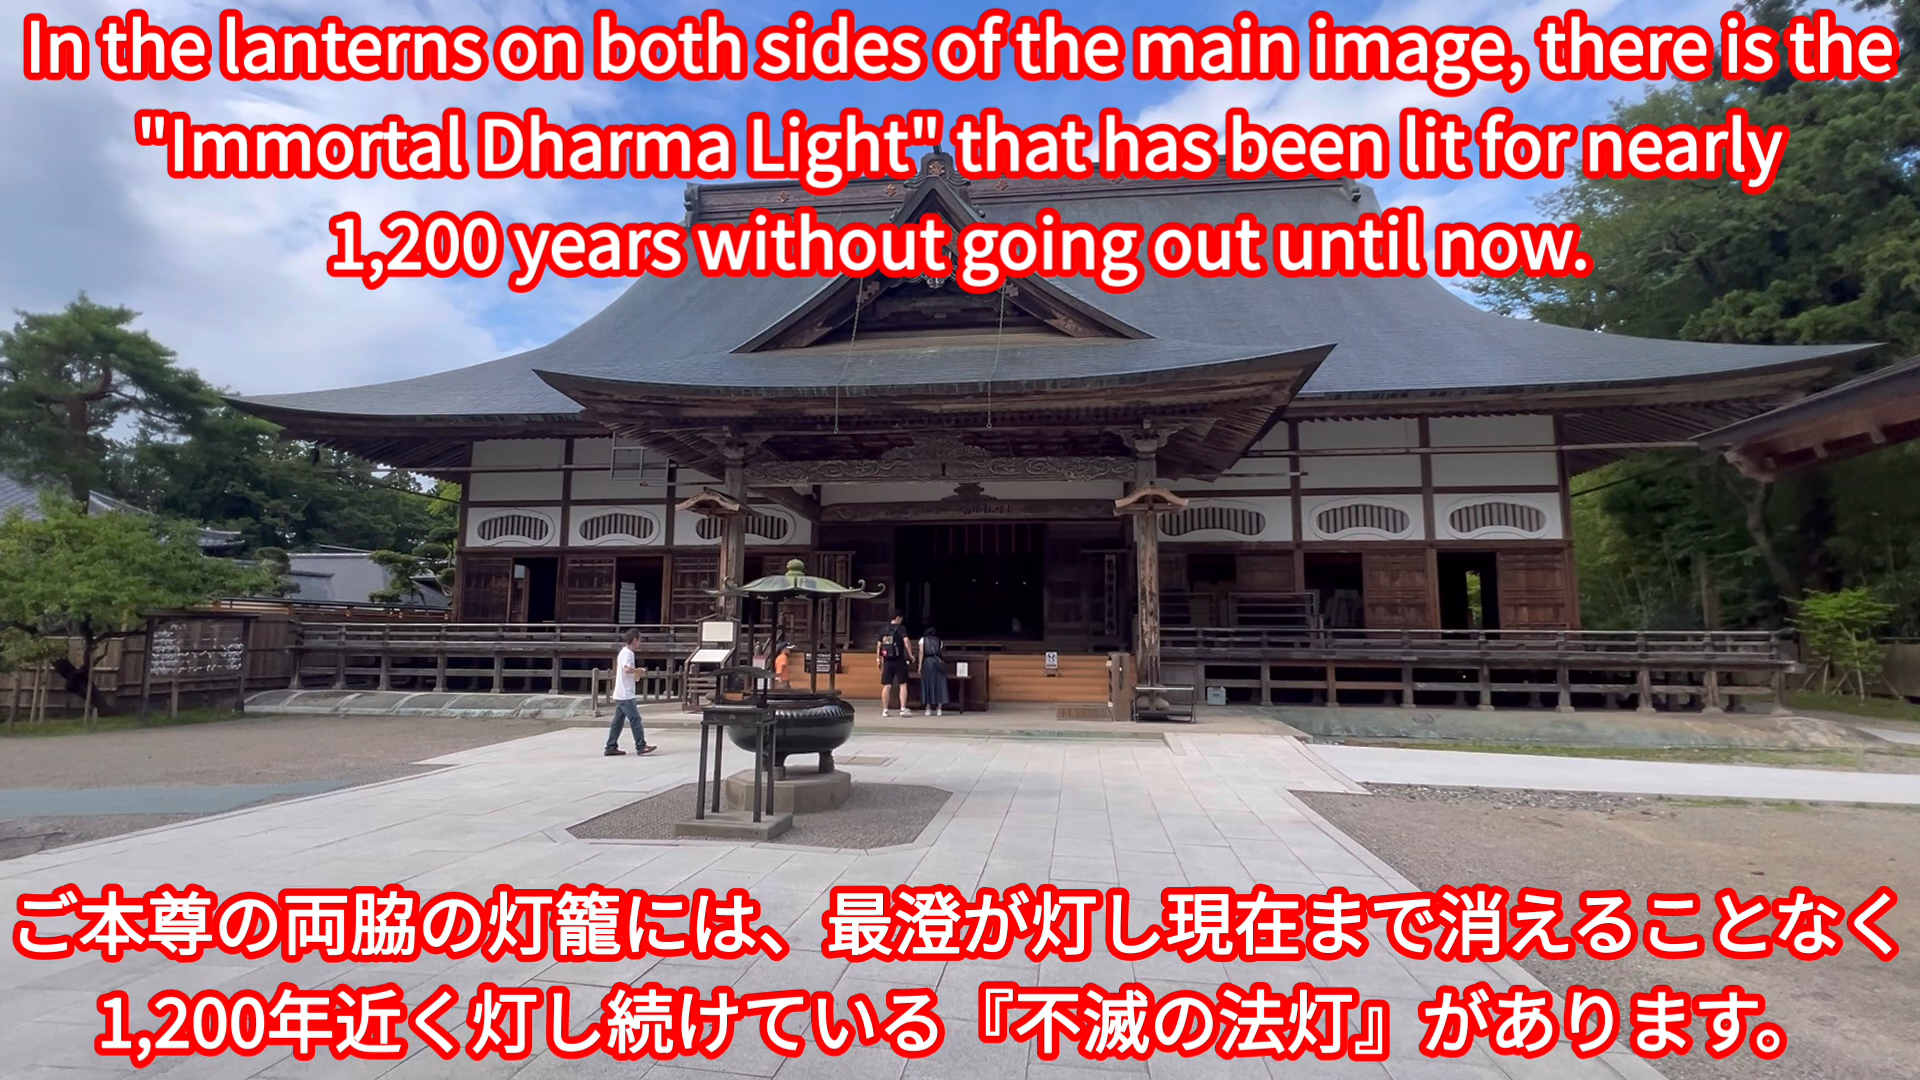 In the lanterns on both sides of the main image, there is the
"Immortal Dharma Light" that has been lit for nearly
1,200 years without going out until now.
ご本尊の両脇の灯籠には、最澄が灯し現在まで消えることなく
1,200年近く灯し続けている『不滅の法灯』があります。